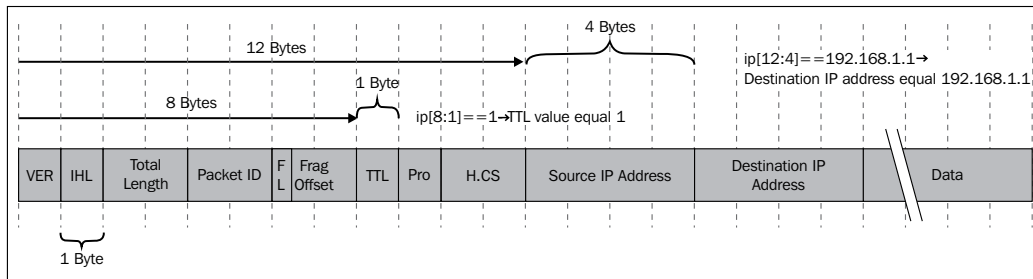 4 Bytes
12 Bytes
ip[12:4]==192.168.1.1→
Destination IP address equal 192.168.1.1
1 Byte
8 Bytes
ip[8:1]==1→TTL value equal 1
VER
IHL
Total
Length
Packet ID
F
L
Frag
Offset
TTL
Pro
H.CS
Source IP Address
Destination IP
Address
Data
1 Byte